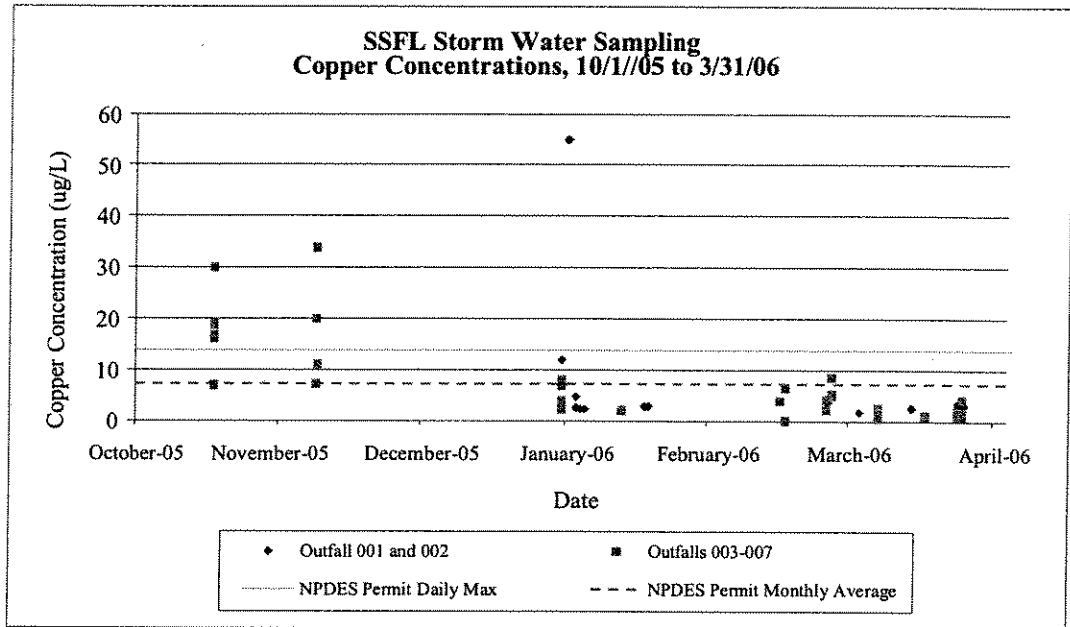 SSFL Storm Water Sampling
Copper Concentrations, 10/1//05 to 3/31/06
60
50
40
30
20
10
0
Copper Concentration (ug/L)
October-05 November-05 December-05 January-06 February-06 March-06 April-06
Date
Outfall 001 and 002 Outfalls 003-007
NPDES Permit Daily Max NPDES Permit Monthly Average